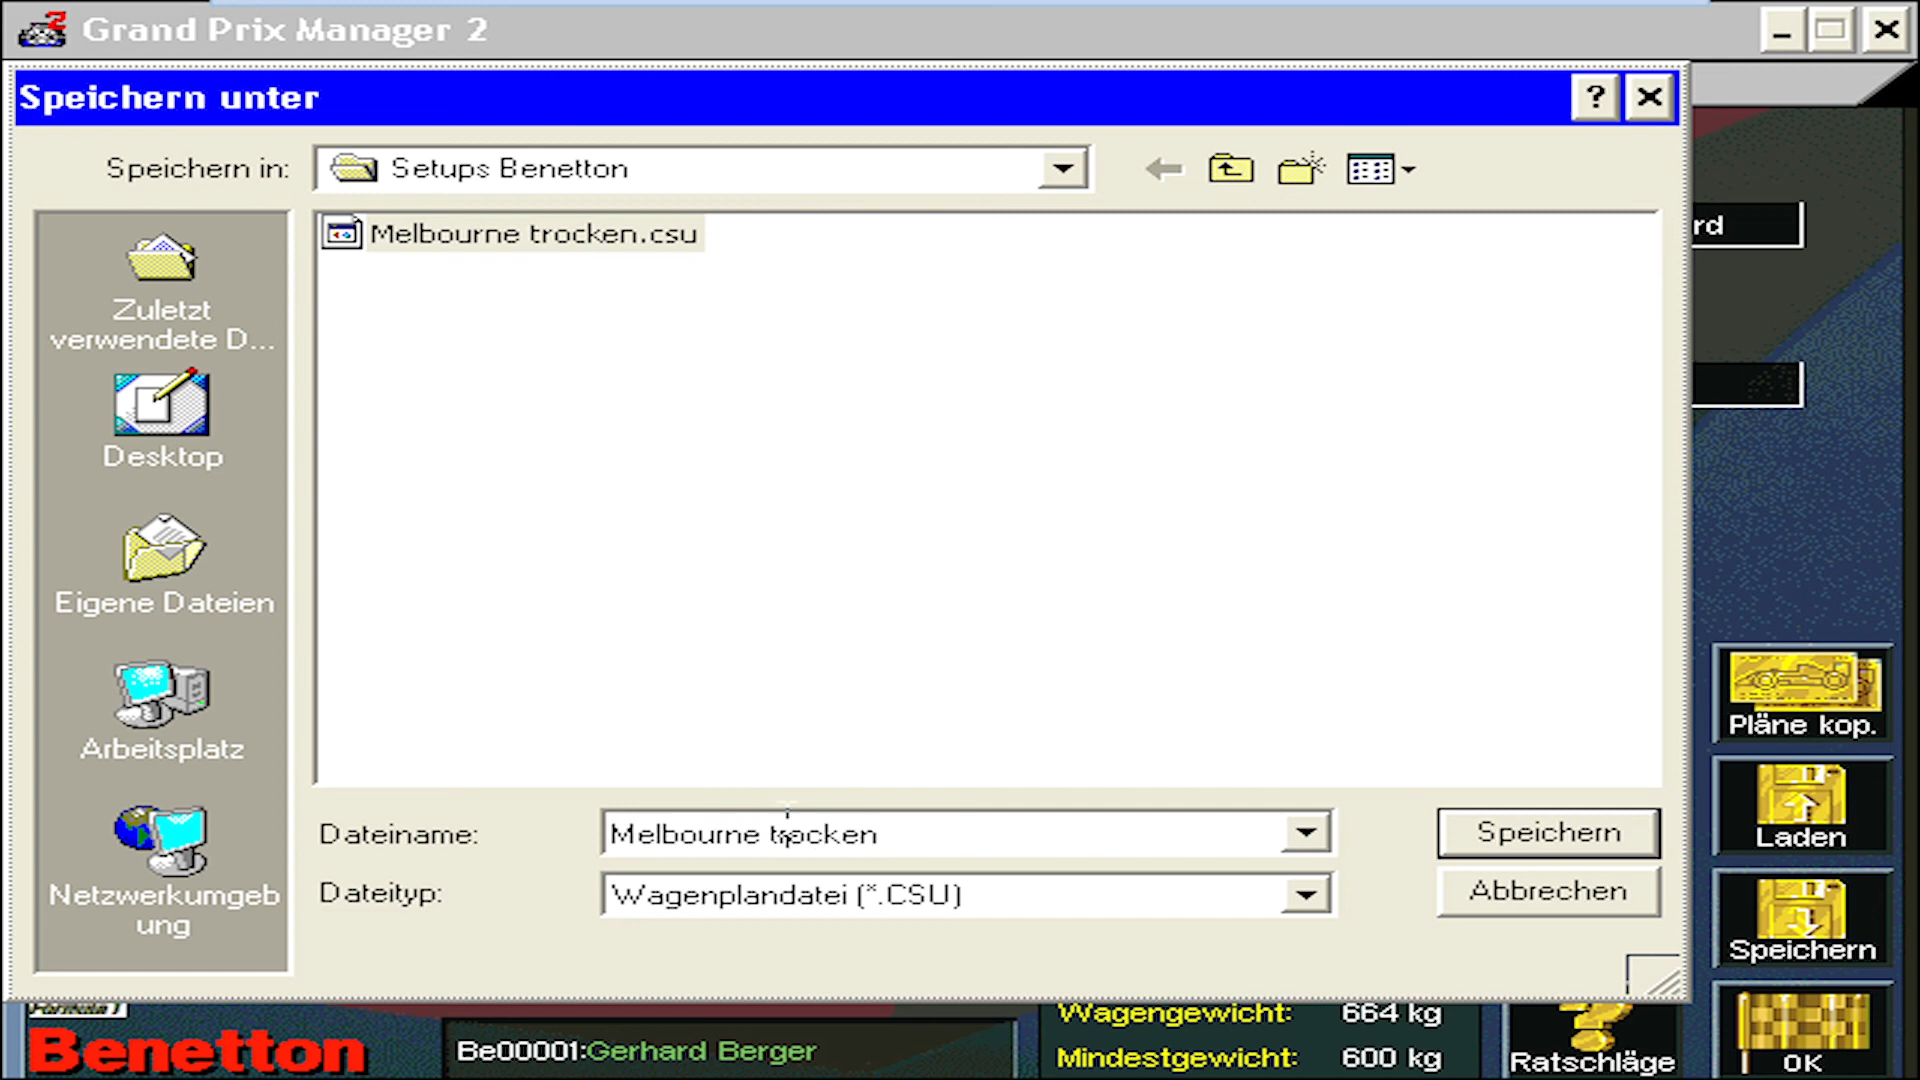 Grand Prix Manager 2
Speichern unter
Speichern in: Setups Benetton
Melbourne trocken.csu
Zuletzt
verwendete D...
Desktop
Eigene Dateien
Arbeitsplatz
Netzwerkumgeb
ung
Dateiname: Melbourne trocken
Speichern
Dateityp: Wagenplandatei (*.CSU)
Abbrechen
rd
Pläne kop.
Laden
Speichern
Benetton
Be00001:Gerhard Berger
Wagengewicht: 664 kg
Mindestgewicht: 600 kg
Ratschläge
OK